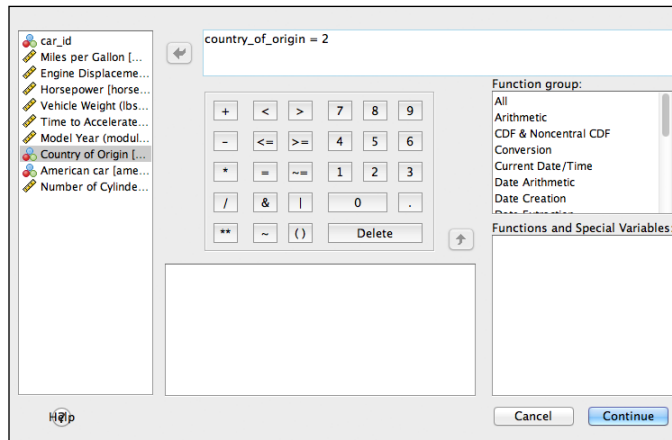 car_id
Miles per Gallon [...
Engine Displaceme...
Horsepower [horse...
Vehicle Weight (lbs...
Time to Accelerate...
Model Year (modul...
Country of Origin [...
American car [ame...
Number of Cylinde...
country_of_origin = 2
+ < > 7 8 9
- <= >= 4 5 6
* = ~= 1 2 3
/ & | 0 .
** ~ () Delete
Function group:
All
Arithmetic
CDF & Noncentral CDF
Conversion
Current Date/Time
Date Arithmetic
Date Creation
Date Extraction
Functions and Special Variables:
Help
?
Cancel
Continue